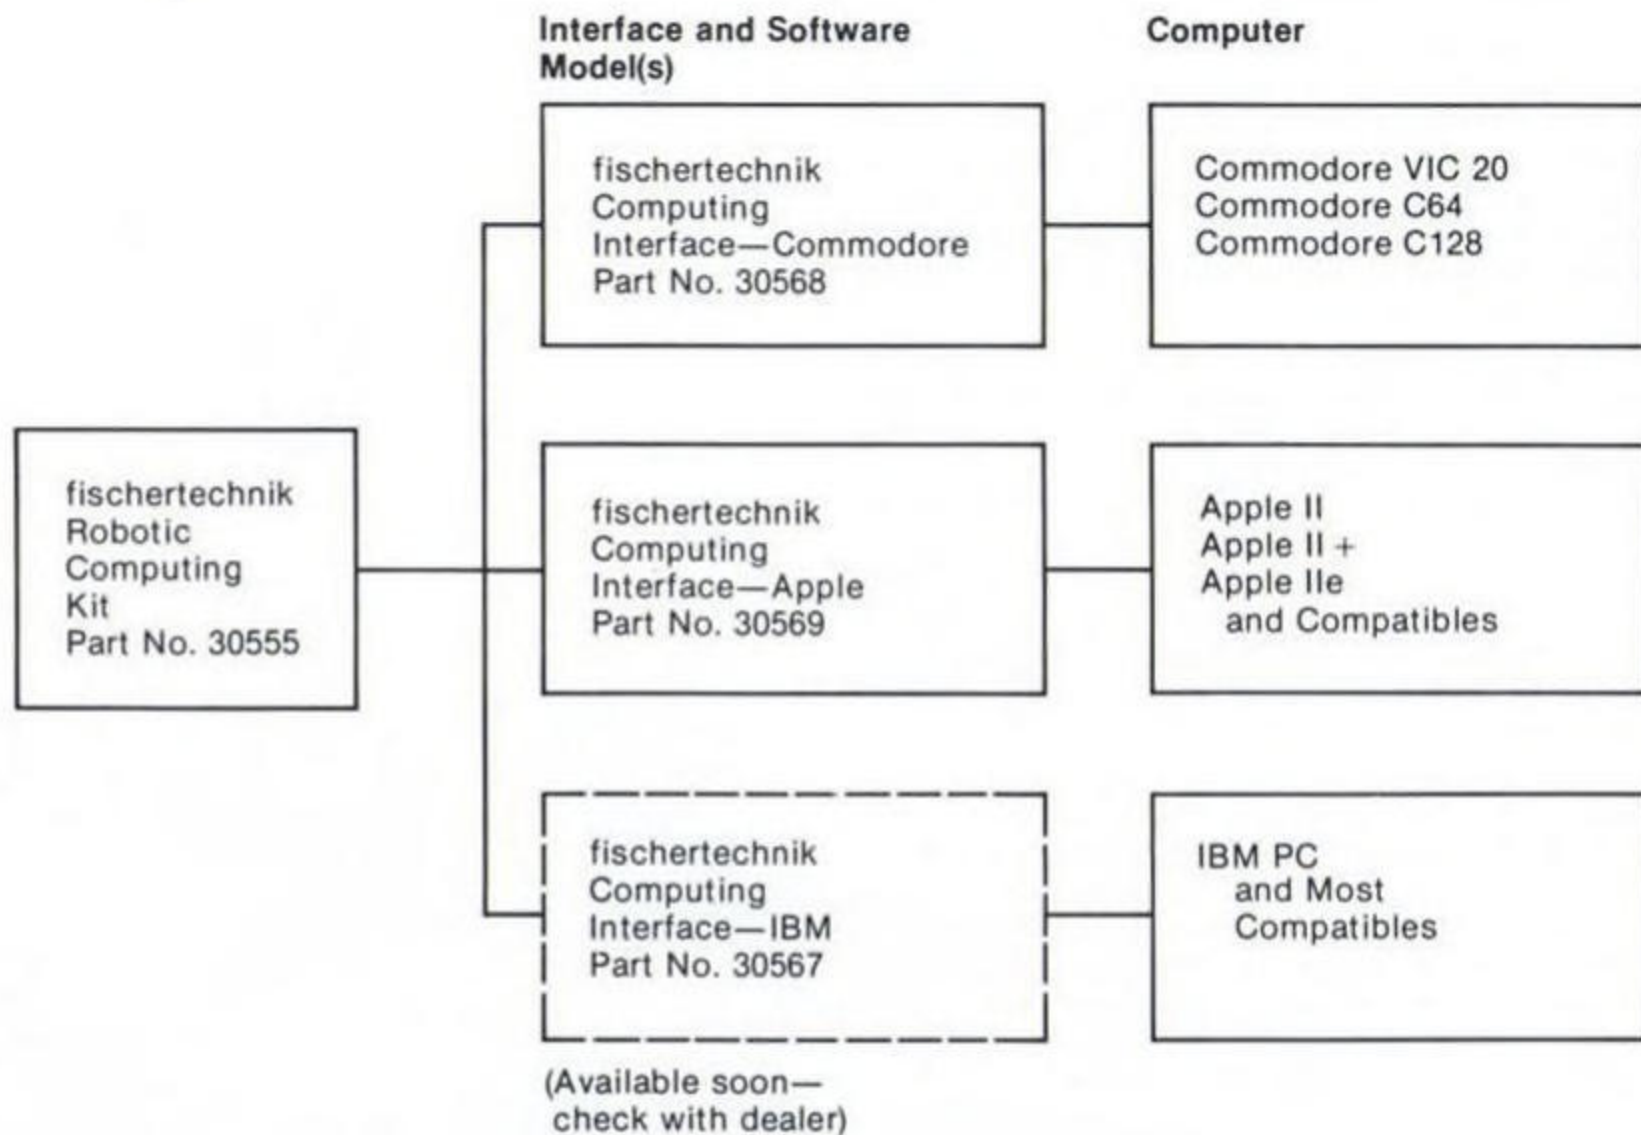 Interface and Software
Model(s)
Computer
fischertechnik
Computing
Interface—Commodore
Part No. 30568
Commodore VIC 20
Commodore C64
Commodore C128
fischertechnik
Robotic
Computing
Kit
Part No. 30555
fischertechnik
Computing
Interface—Apple
Part No. 30569
Apple II
Apple II +
Apple IIe
and Compatibles
fischertechnik
Computing
Interface—IBM
Part No. 30567
IBM PC
and Most
Compatibles
(Available soon—
check with dealer)